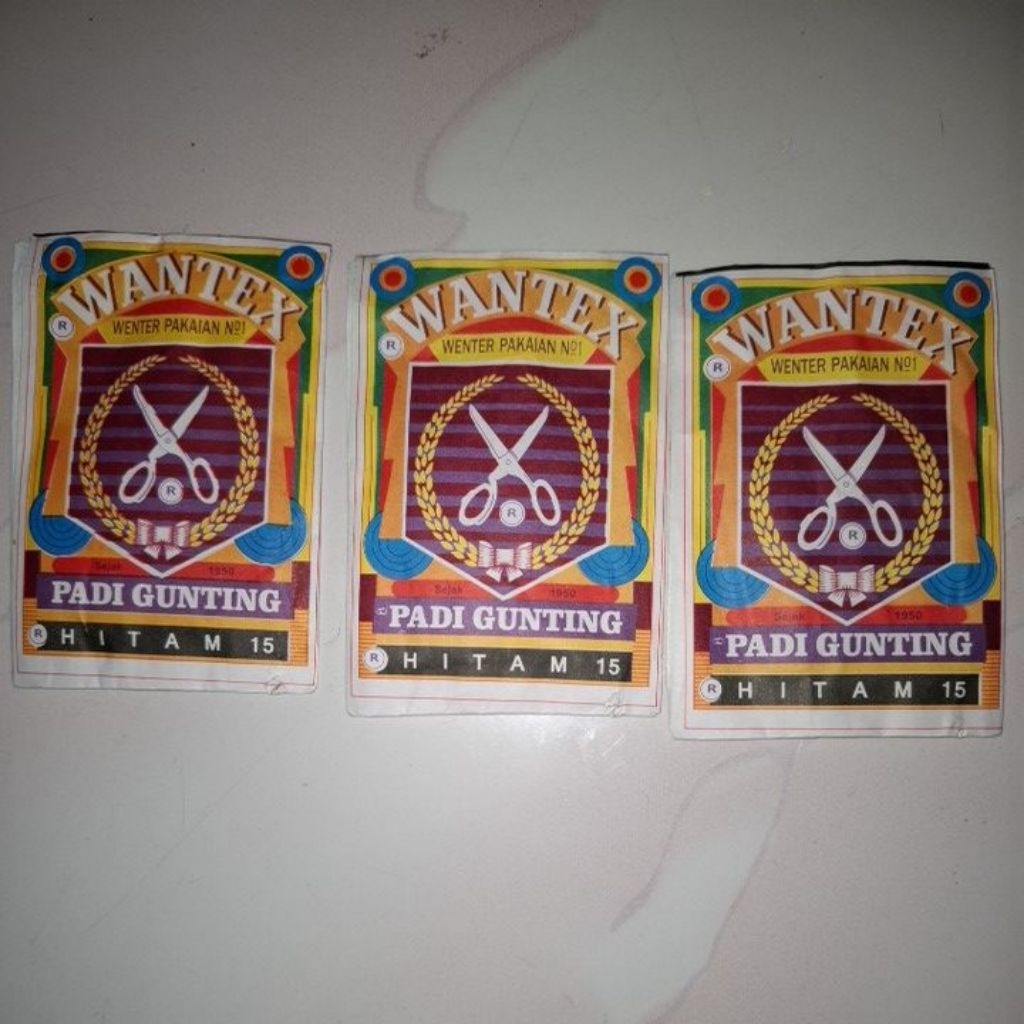 WANTEX
R
WENTER PAKAIAN Nº1
R
Sejak 1950
PADI GUNTING
R HITAM 15
WANTEX
R
WENTER PAKAIAN Nº1
R
Sejak 1950
R PADI GUNTING
R HITAM 15
WANTEX
R
WENTER PAKAIAN Nº1
R
Sejak 1950
R PADI GUNTING
R HITAM 15